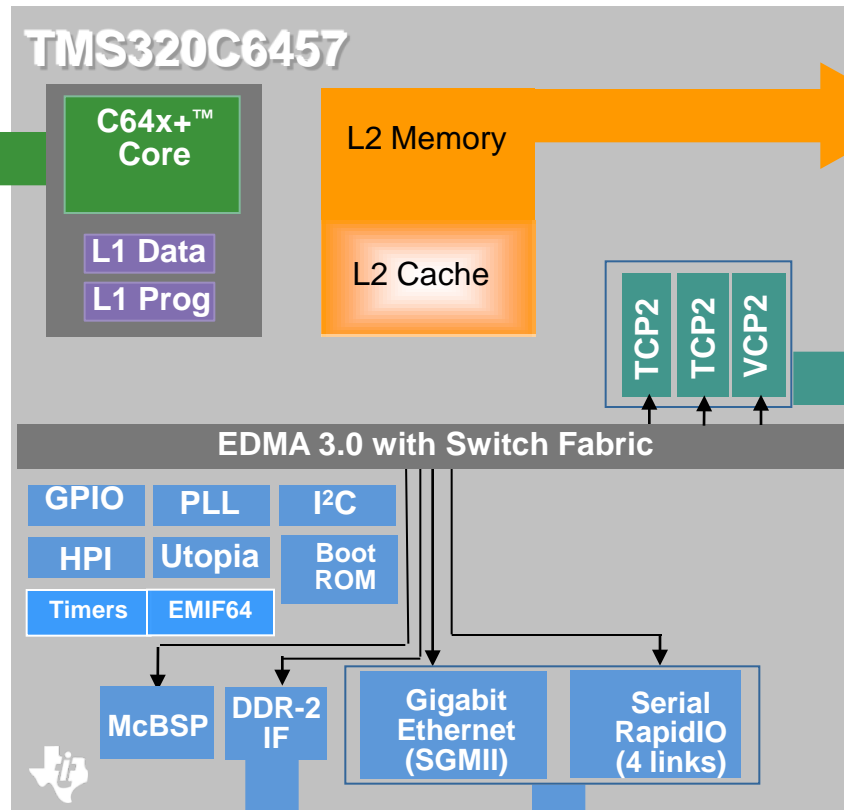 TMS320C6457
C64x+™
Core
L1 Data
L1 Prog
L2 Memory
L2 Cache
TCP2
TCP2
VCP2
EDMA 3.0 with Switch Fabric
GPIO
PLL
I²C
HPI
Utopia
Boot
ROM
Timers
EMIF64
McBSP
DDR-2
IF
Gigabit
Ethernet
(SGMII)
Serial
RapidIO
(4 links)